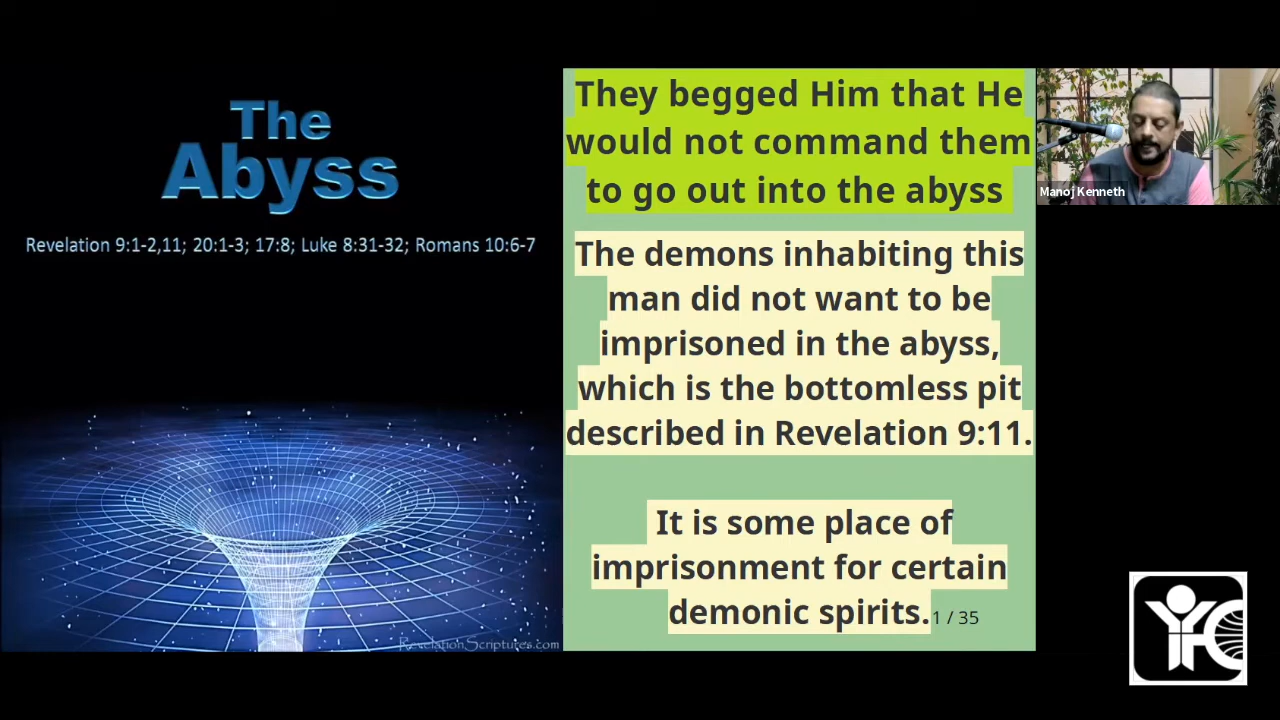 The
Abyss
Revelation 9:1-2,11; 20:1-3; 17:8; Luke 8:31-32; Romans 10:6-7
RevelationScriptures.com
They begged Him that He
would not command them
to go out into the abyss
The demons inhabiting this
man did not want to be
imprisoned in the abyss,
which is the bottomless pit
described in Revelation 9:11.
It is some place of
imprisonment for certain
demonic spirits.
1 / 35
Manoj Kenneth
YFC